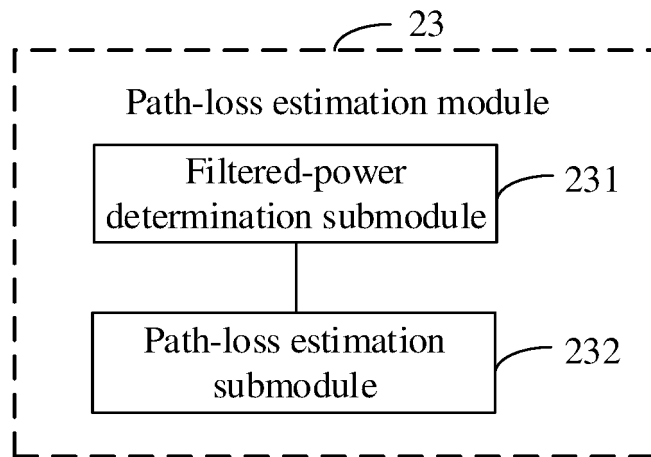 23
Path-loss estimation module
Filtered-power
determination submodule
231
Path-loss estimation
submodule
232